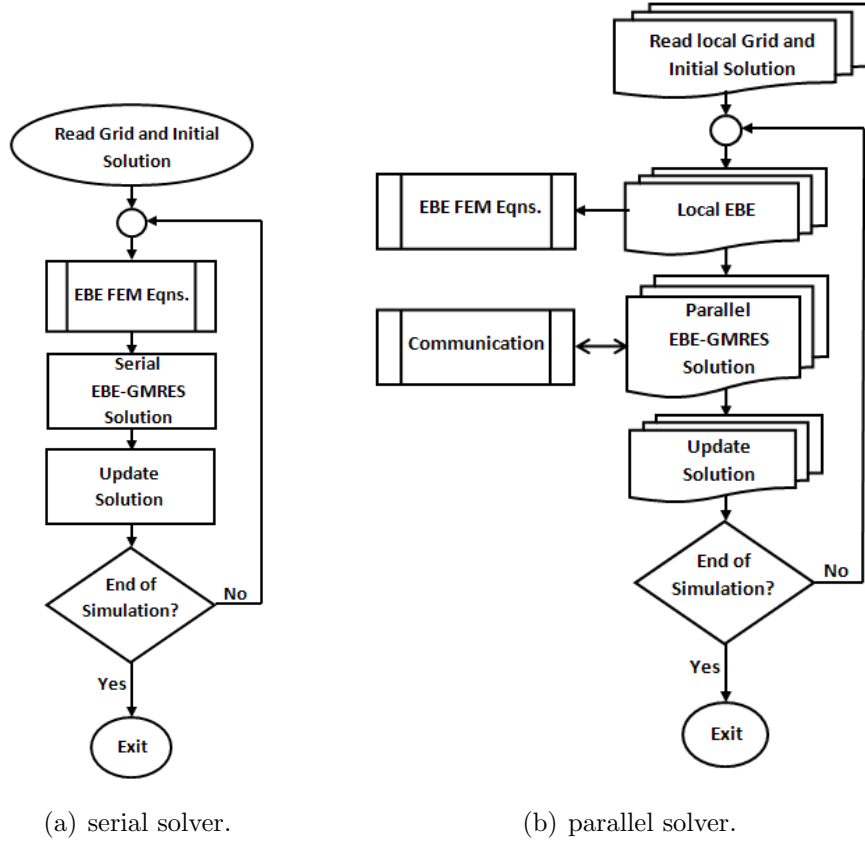 Read Grid and Initial
Solution
EBE FEM Eqns.
Serial
EBE-GMRES
Solution
Update
Solution
End of
Simulation?
No
Yes
Exit
(a) serial solver.
Read local Grid and
Initial Solution
EBE FEM Eqns.
Local EBE
Communication
Parallel
EBE-GMRES
Solution
Update
Solution
End of
Simulation?
No
Yes
Exit
(b) parallel solver.